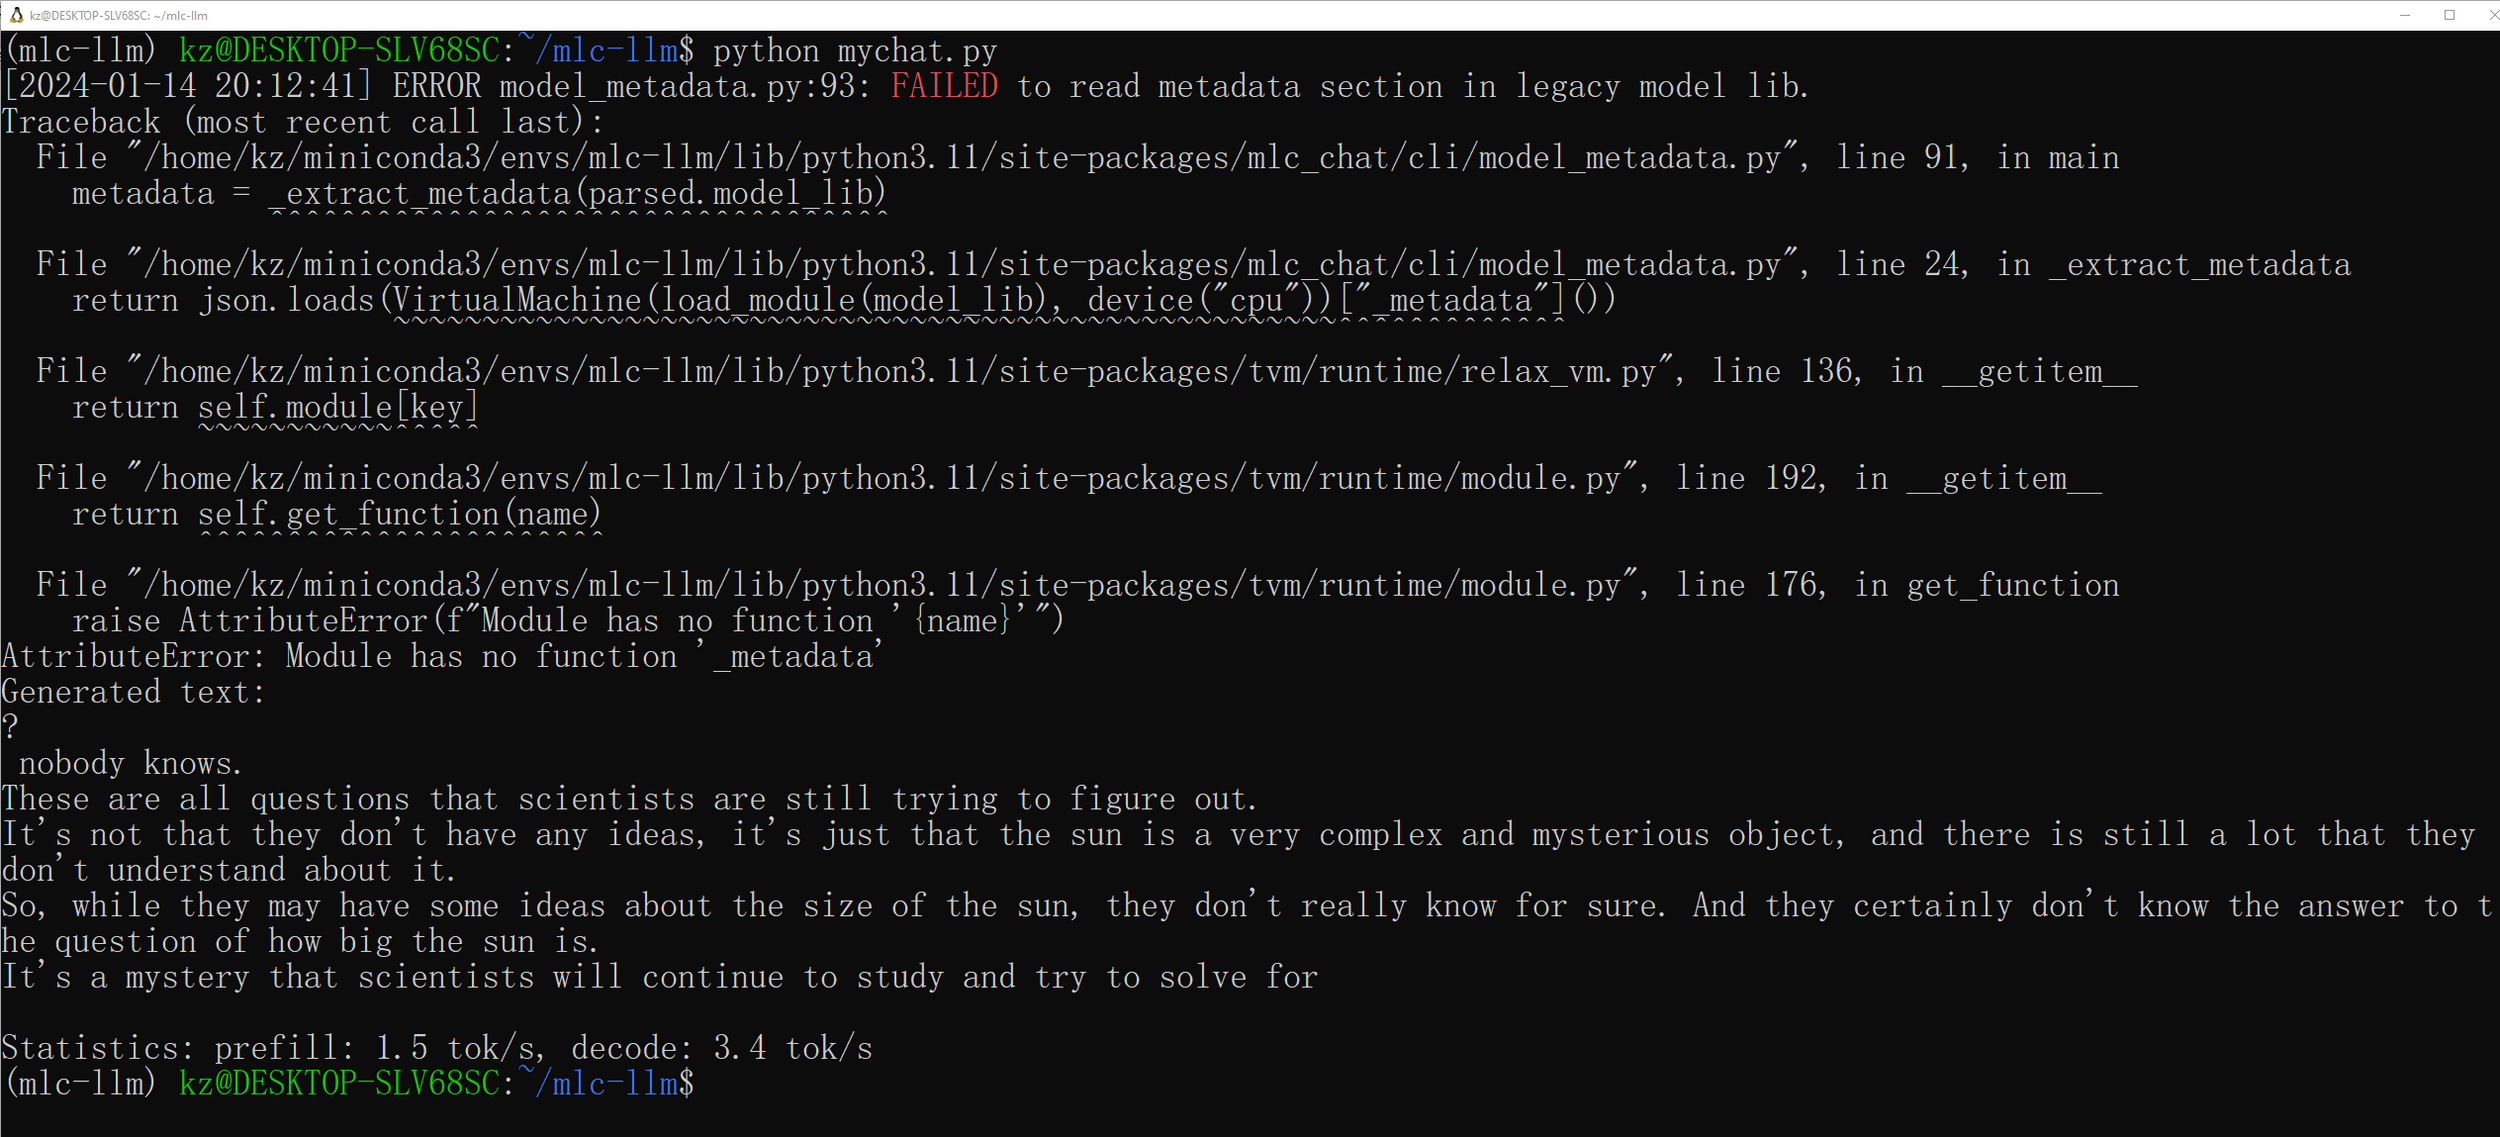 kz@DESKTOP-SLV68SC: ~/mlc-llm
(mlc-llm) kz@DESKTOP-SLV68SC:~/mlc-llm$ python mychat.py
[2024-01-14 20:12:41] ERROR model_metadata.py:93: FAILED to read metadata section in legacy model lib.
Traceback (most recent call last):
  File "/home/kz/miniconda3/envs/mlc-llm/lib/python3.11/site-packages/mlc_chat/cli/model_metadata.py", line 91, in main
    metadata = _extract_metadata(parsed.model_lib)
               ^^^^^^^^^^^^^^^^^^^^^^^^^^^^^^^^^^^
  File "/home/kz/miniconda3/envs/mlc-llm/lib/python3.11/site-packages/mlc_chat/cli/model_metadata.py", line 24, in _extract_metadata
    return json.loads(VirtualMachine(load_module(model_lib), device("cpu"))["_metadata"]())
                      ~~~~~~~~~~~~~~~~~~~~~~~~~~~~~~~~~~~~~~~~~~~~~~~~~~~~~^^^^^^^^^^^^^
  File "/home/kz/miniconda3/envs/mlc-llm/lib/python3.11/site-packages/tvm/runtime/relax_vm.py", line 136, in __getitem__
    return self.module[key]
           ~~~~~~~~~~~^^^^^
  File "/home/kz/miniconda3/envs/mlc-llm/lib/python3.11/site-packages/tvm/runtime/module.py", line 192, in __getitem__
    return self.get_function(name)
           ^^^^^^^^^^^^^^^^^^^^^^^
  File "/home/kz/miniconda3/envs/mlc-llm/lib/python3.11/site-packages/tvm/runtime/module.py", line 176, in get_function
    raise AttributeError(f"Module has no function '{name}'")
AttributeError: Module has no function '_metadata'
Generated text:
?
 nobody knows.
These are all questions that scientists are still trying to figure out.
It's not that they don't have any ideas, it's just that the sun is a very complex and mysterious object, and there is still a lot that they
don't understand about it.
So, while they may have some ideas about the size of the sun, they don't really know for sure. And they certainly don't know the answer to t
he question of how big the sun is.
It's a mystery that scientists will continue to study and try to solve for
Statistics: prefill: 1.5 tok/s, decode: 3.4 tok/s
(mlc-llm) kz@DESKTOP-SLV68SC:~/mlc-llm$